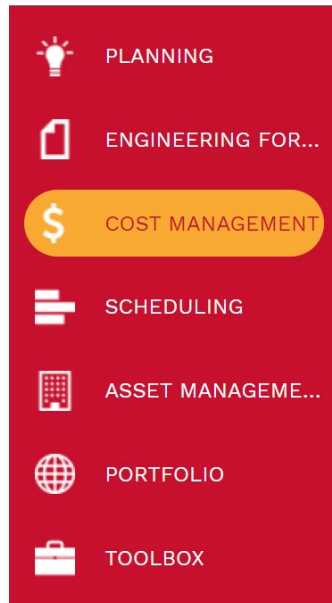 PLANNING
ENGINEERING FOR...
$ COST MANAGEMENT
SCHEDULING
ASSET MANAGEME...
PORTFOLIO
TOOLBOX